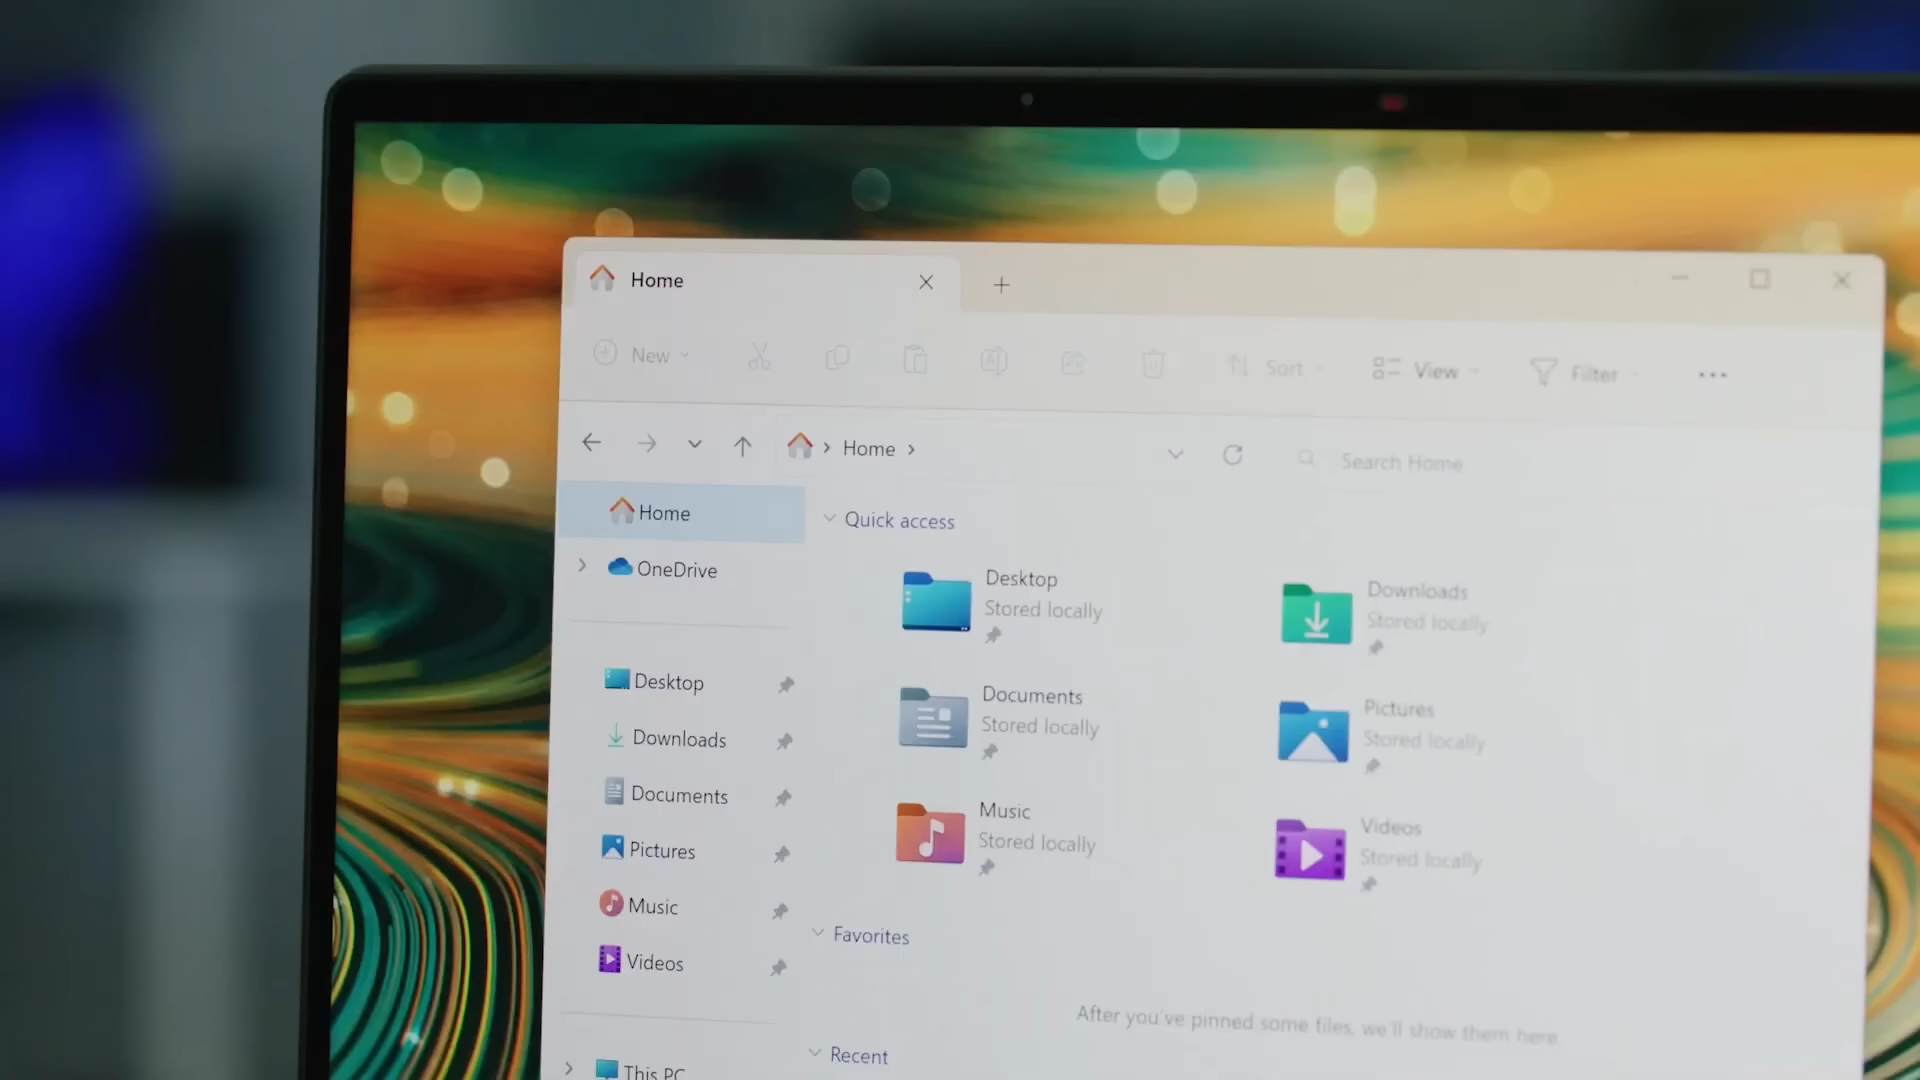 Home
New
Sort
View
Filter
Home
Search Home
Home
OneDrive
Desktop
Downloads
Documents
Pictures
Music
Videos
This PC
Quick access
Desktop
Stored locally
Downloads
Stored locally
Documents
Stored locally
Pictures
Stored locally
Music
Stored locally
Videos
Stored locally
Favorites
After you've pinned some files, we'll show them here
Recent